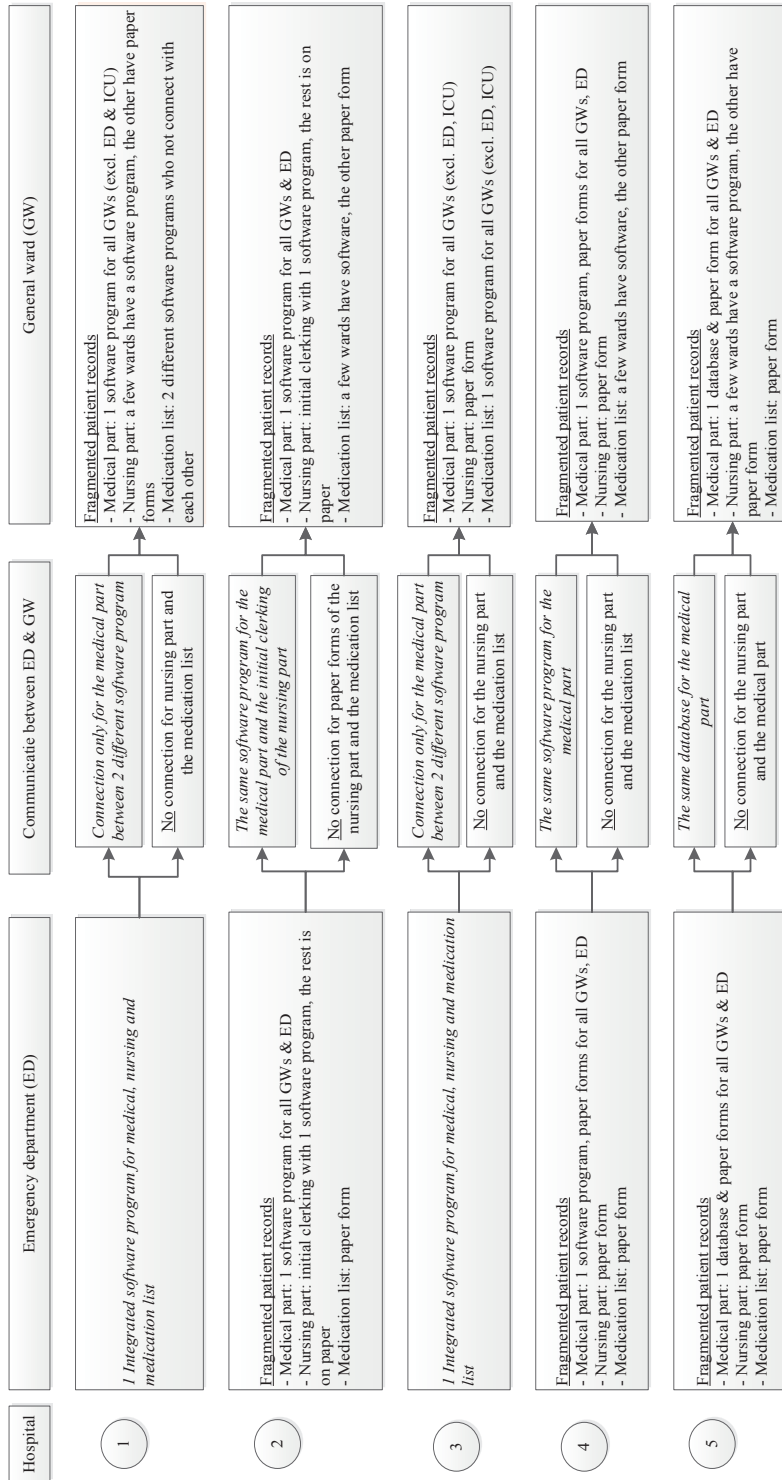 Hospital
Emergency department (ED)
Communicatie between ED & GW
General ward (GW)
1
1 Integrated software program for medical, nursing and
medication list
Connection only for the medical part
between 2 different software program
No connection for nursing part and
the medication list
Fragmented patient records
- Medical part: 1 software program for all GWs (excl. ED & ICU)
- Nursing part: a few wards have a software program, the other have paper
forms
- Medication list: 2 different software programs who not connect with
each other
2
Fragmented patient records
- Medical part: 1 software program for all GWs & ED
- Nursing part: initial clerking with 1 software program, the rest is
on paper
- Medication list: paper form
The same software program for the
medical part and the initial clerking
of the nursing part
No connection for paper forms of the
nursing part and the medication list
Fragmented patient records
- Medical part: 1 software program for all GWs & ED
- Nursing part: initial clerking with 1 software program, the rest is on
paper
- Medication list: a few wards have software, the other paper form
3
1 Integrated software program for medical, nursing and medication
list
Connection only for the medical part
between 2 different software program
No connection for the nursing part
and the medication list
Fragmented patient records
- Medical part: 1 software program for all GWs (excl. ED, ICU)
- Nursing part: paper form
- Medication list: 1 software program for all GWs (excl. ED, ICU)
4
Fragmented patient records
- Medical part: 1 software program, paper forms for all GWs, ED
- Nursing part: paper form
- Medication list: paper form
The same software program for the
medical part
No connection for the nursing part
and the medication list
Fragmented patient records
- Medical part: 1 software program, paper forms for all GWs, ED
- Nursing part: paper form
- Medication list: a few wards have software, the other paper form
5
Fragmented patient records
- Medical part: 1 database & paper forms for all GWs & ED
- Nursing part: paper form
- Medication list: paper form
The same database for the medical
part
No connection for the nursing part
and the medical part
Fragmented patient records
- Medical part: 1 database & paper form for all GWs & ED
- Nursing part: a few wards have a software program, the other have
paper form
- Medication list: paper form